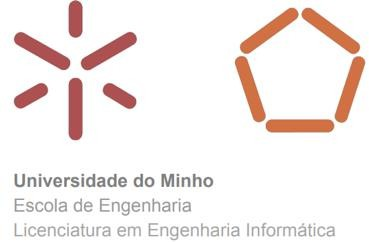 Universidade do Minho
Escola de Engenharia
Licenciatura em Engenharia Informática